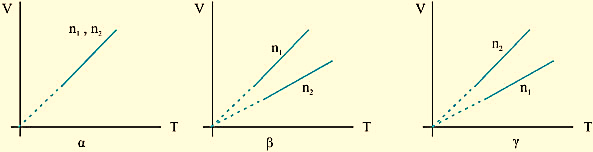 V V V
n₁ , n₂ n₁ n₂
n₂ n₁
T T T
α β γ